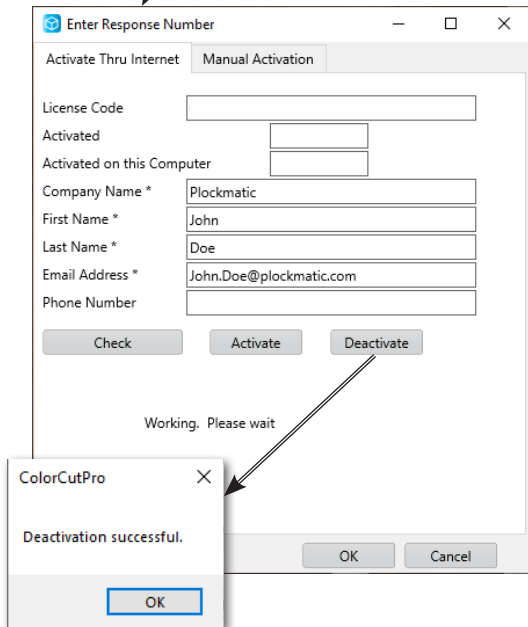 Enter Response Number
Activate Thru Internet Manual Activation
License Code
Activated
Activated on this Computer
Company Name * Plockmatic
First Name * John
Last Name * Doe
Email Address * John.Doe@plockmatic.com
Phone Number
Check Activate Deactivate
Working. Please wait
ColorCutPro
Deactivation successful.
OK Cancel
OK